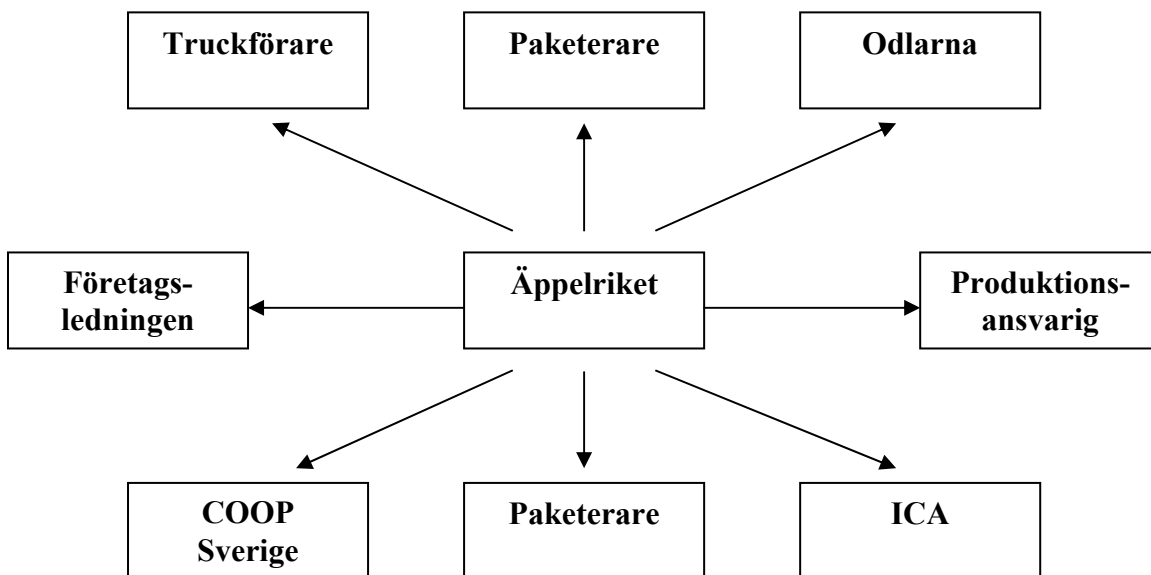 Truckförare
Paketerare
Odlarna
Företags-
ledningen
Äppelriket
Produktions-
ansvarig
COOP
Sverige
Paketerare
ICA